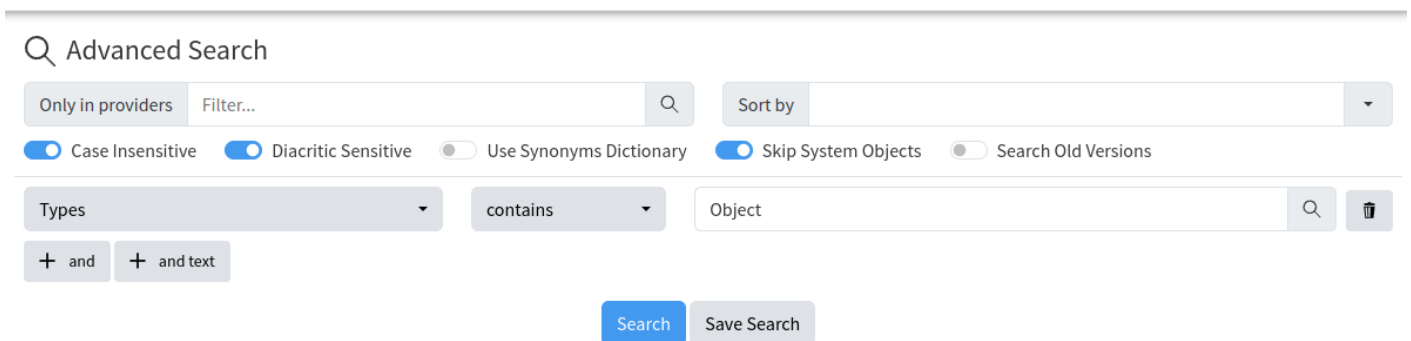 Advanced Search
Only in providers Filter... Sort by
Case Insensitive Diacritic Sensitive Use Synonyms Dictionary Skip System Objects Search Old Versions
Types contains Object
+ and + and text
Search Save Search